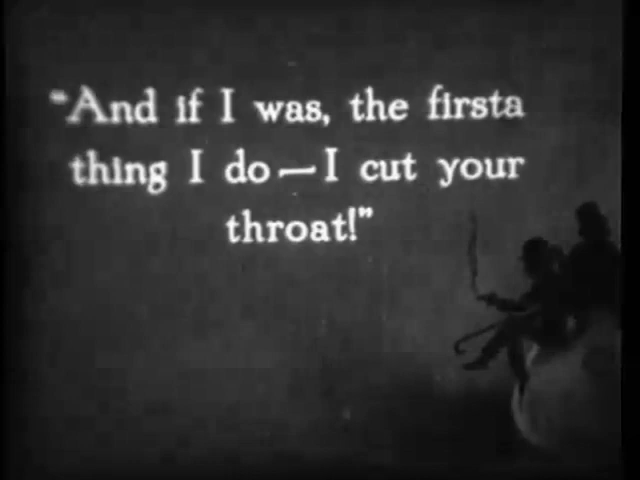 "And if I was, the firsta
thing I do—I cut your
throat!"